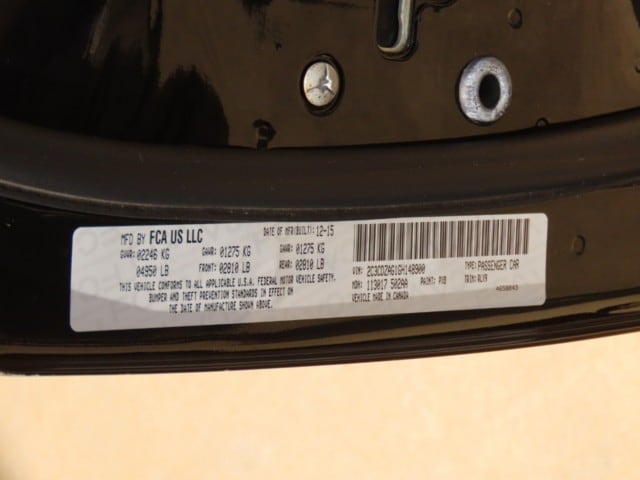 MFD BY FCA US LLC DATE OF MFR(BUILT): 12-15
GVWR: 02246 KG GAWR: 01275 KG GAWR: 01275 KG
04950 LB FRONT: 02810 LB REAR: 02810 LB
THIS VEHICLE CONFORMS TO ALL APPLICABLE U.S.A. FEDERAL MOTOR VEHICLE SAFETY,
BUMPER AND THEFT PREVENTION STANDARDS IN EFFECT ON
THE DATE OF MANUFACTURE SHOWN ABOVE.
VIN: 2C3CDZAG1GH148900 TYPE: PASSENGER CAR
MDH: 113017 502AA PAINT: TRIM:
VEHICLE MADE IN CANADA